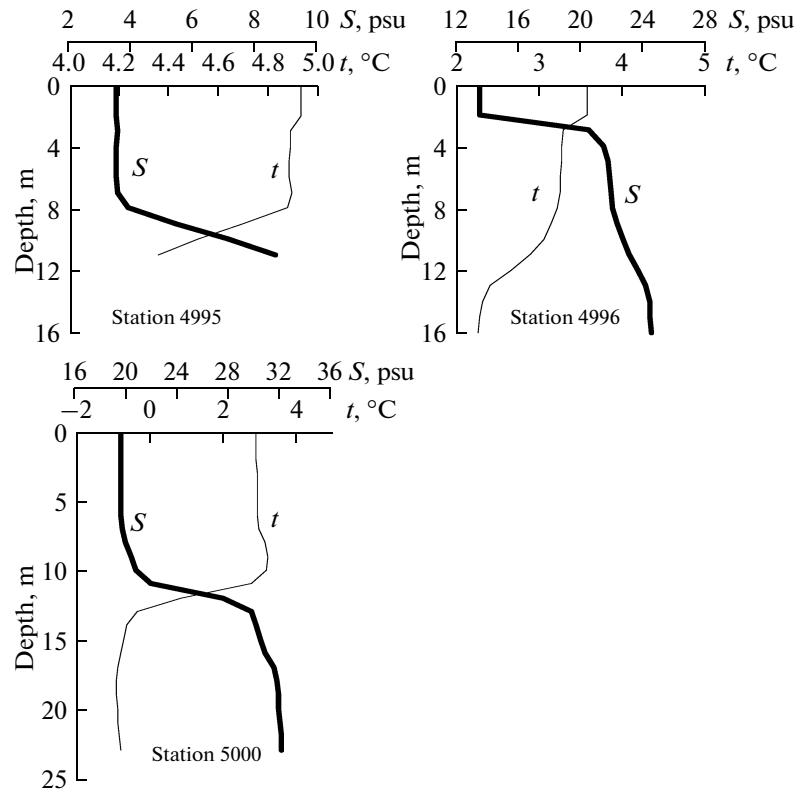 2 4 6 8 10 S, psu
4.0 4.2 4.4 4.6 4.8 5.0 t, °C
0
4
8
12
16
Depth, m
S
t
Station 4995
12 16 20 24 28 S, psu
2 3 4 5 t, °C
0
4
8
12
16
Depth, m
t
S
Station 4996
16 20 24 28 32 36 S, psu
−2 0 2 4 t, °C
0
5
10
15
20
25
Depth, m
S
t
Station 5000